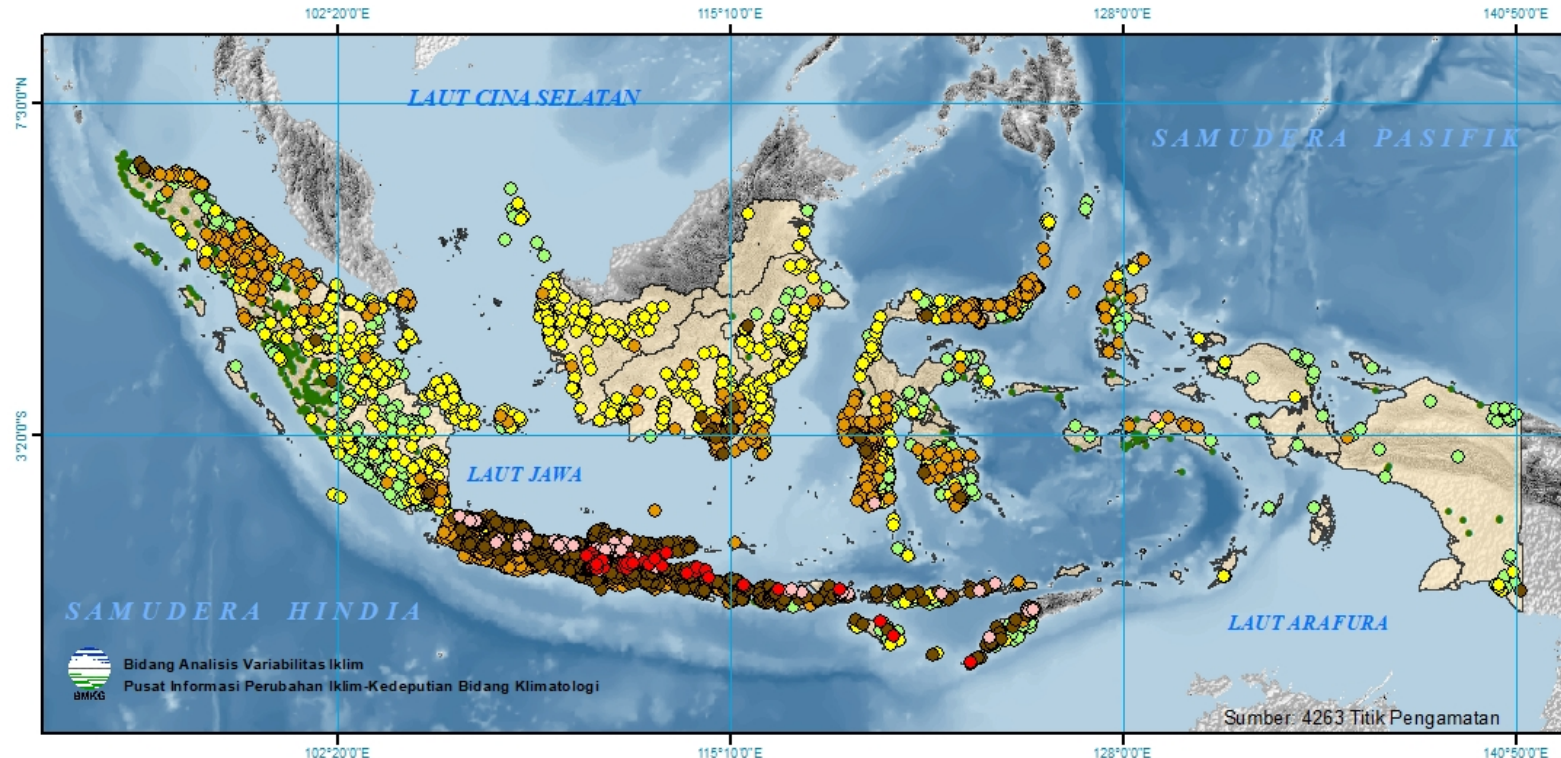 102°20'0"E 115°10'0"E 128°0'0"E 140°50'0"E
7°30'0"N
LAUT CINA SELATAN
SAMUDERA PASIFIK
3°20'0"S
LAUT JAWA
SAMUDERA HINDIA
LAUT ARAFURA
Bidang Analisis Variabilitas Iklim
Pusat Informasi Perubahan Iklim-Kedeputian Bidang Klimatologi
BMKG
Sumber: 4263 Titik Pengamatan
102°20'0"E 115°10'0"E 128°0'0"E 140°50'0"E